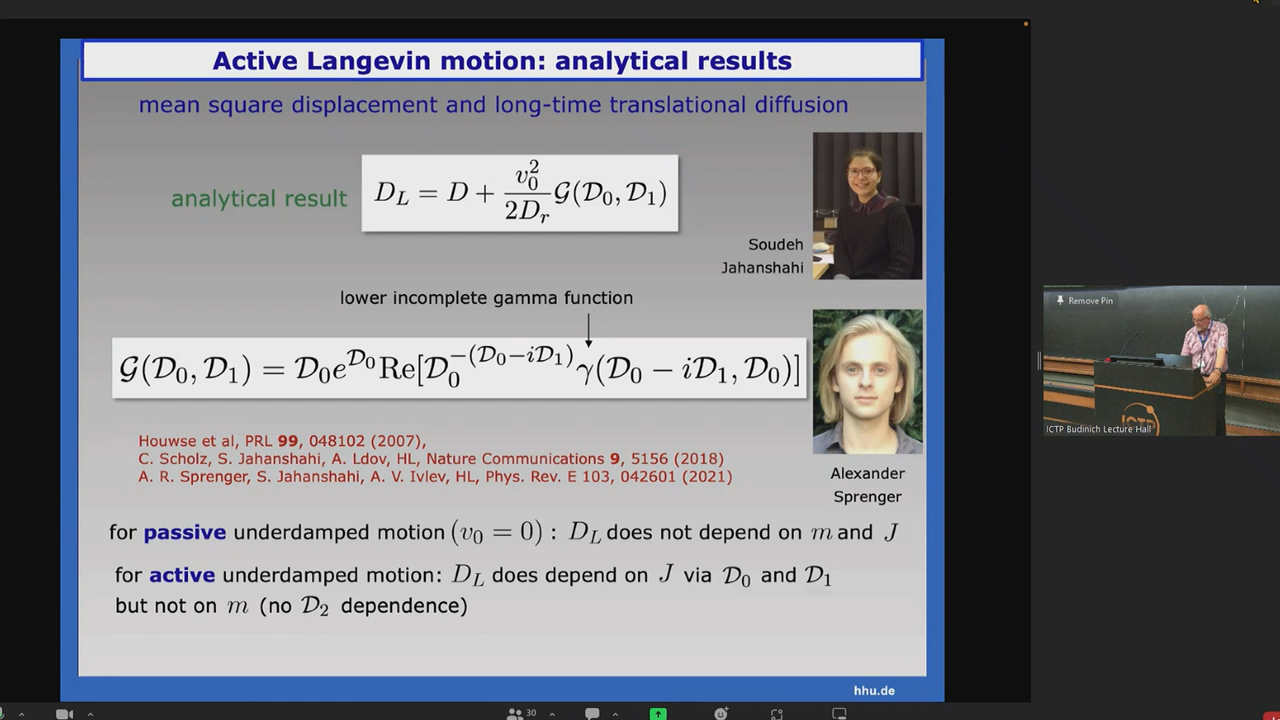 Active Langevin motion: analytical results
mean square displacement and long-time translational diffusion
analytical result
D_L = D + \frac{v_0^2}{2D_r} \mathcal{G}(\mathcal{D}_0, \mathcal{D}_1)
Soudeh
Jahanshahi
lower incomplete gamma function
\mathcal{G}(\mathcal{D}_0, \mathcal{D}_1) = \mathcal{D}_0 e^{\mathcal{D}_0} Re[\mathcal{D}_0^{-(\mathcal{D}_0 - i\mathcal{D}_1)} γ(\mathcal{D}_0 - i\mathcal{D}_1, \mathcal{D}_0)]
Houwse et al, PRL 99, 048102 (2007),
C. Scholz, S. Jahanshahi, A. Ldov, HL, Nature Communications 9, 5156 (2018)
A. R. Sprenger, S. Jahanshahi, A. V. Ivlev, HL, Phys. Rev. E 103, 042601 (2021)
Alexander
Sprenger
for passive underdamped motion (v_0 = 0) : D_L does not depend on m and J
for active underdamped motion: D_L does depend on J via \mathcal{D}_0 and \mathcal{D}_1
but not on m (no \mathcal{D}_2 dependence)
hhu.de
Remove Pin
ICTP
ICTP Budinich Lecture Hall
30